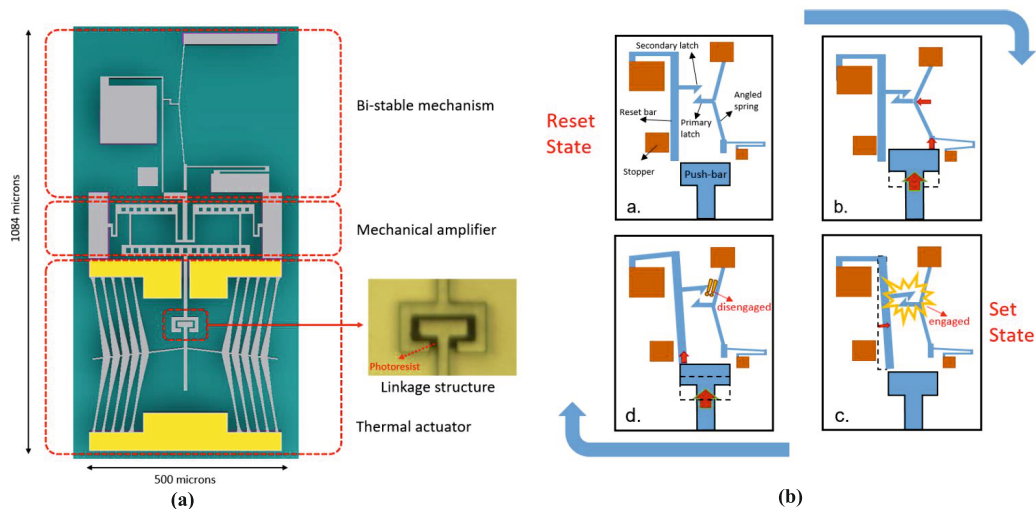 1084 microns
500 microns
Bi-stable mechanism
Mechanical amplifier
Photoresist
Linkage structure
Thermal actuator
(a)
Reset
State
Secondary latch
Angled
spring
Reset bar
Primary
latch
Stopper
Push-bar
a.
b.
disengaged
d.
engaged
c.
Set
State
(b)